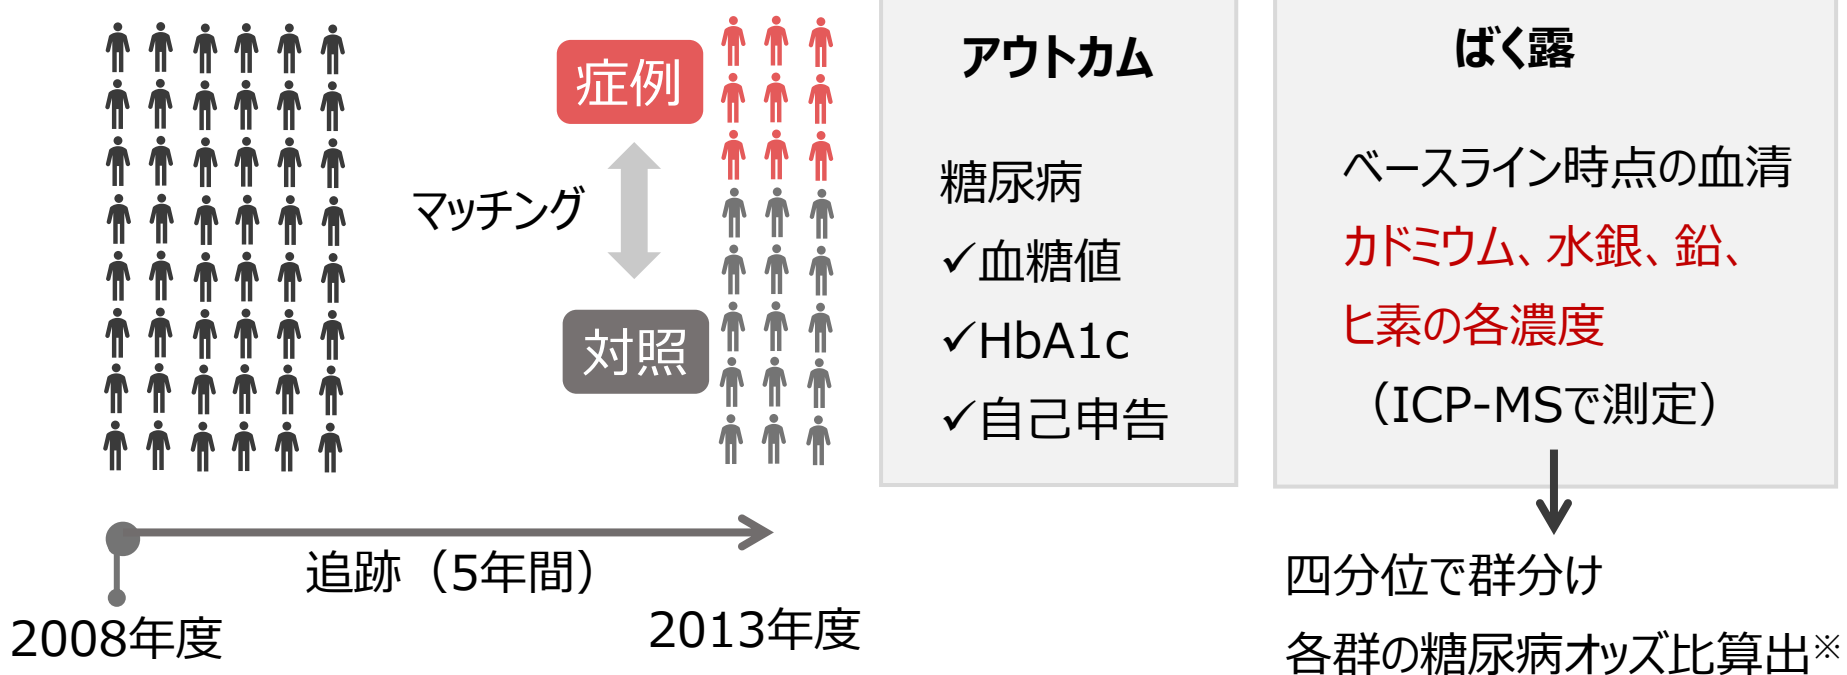 症例
マッチング
対照
追跡（5年間）
2008年度
2013年度
アウトカム
糖尿病
✓血糖値
✓HbA1c
✓自己申告
ばく露
ベースライン時点の血清
カドミウム、水銀、鉛、
ヒ素の各濃度
（ICP-MSで測定）
四分位で群分け
各群の糖尿病オッズ比算出※